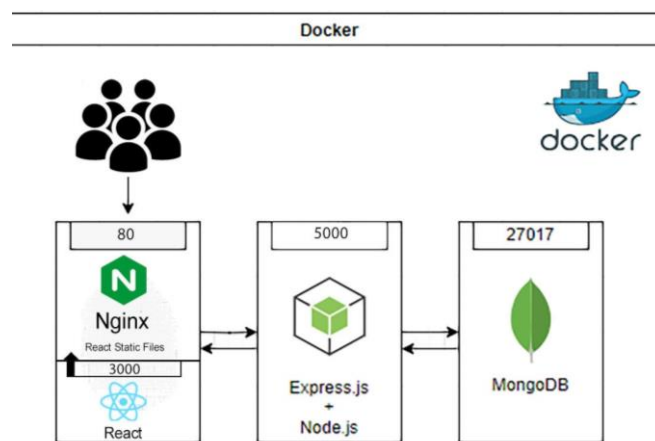 Docker
docker
80
N
Nginx
React Static Files
3000
React
5000
Express.js
+
Node.js
27017
MongoDB